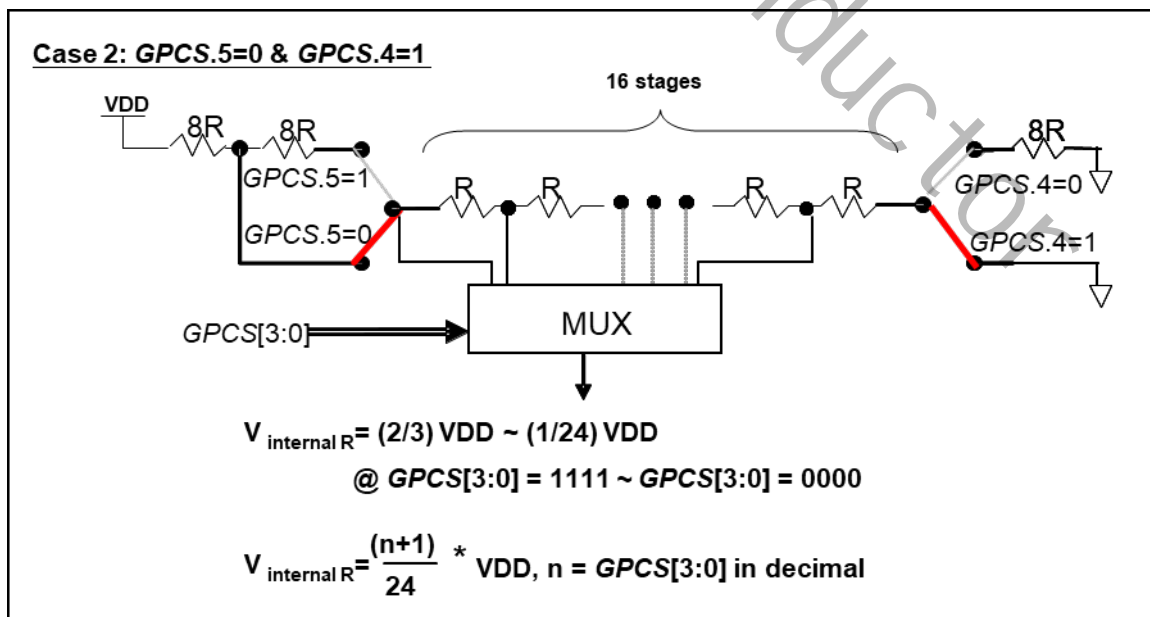 Case 2: GPCS.5=0 & GPCS.4=1
16 stages
VDD
8R 8R 8R
GPCS.5=1 R R R R GPCS.4=0
GPCS.5=0 GPCS.4=1
MUX
GPCS[3:0]
V internal R= (2/3) VDD ~ (1/24) VDD
@ GPCS[3:0] = 1111 ~ GPCS[3:0] = 0000
V internal R= (n+1)/24 * VDD, n = GPCS[3:0] in decimal
ductor